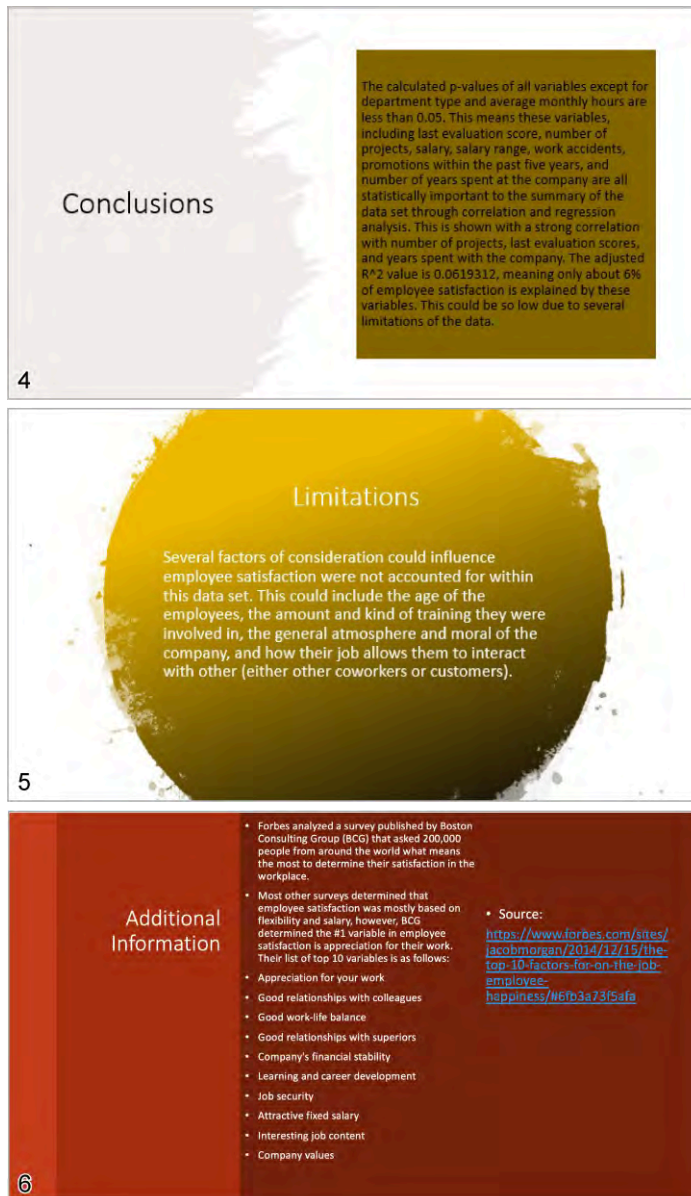 Conclusions
The calculated p-values of all variables except for
department type and average monthly hours are
less than 0.05. This means these variables,
including last evaluation score, number of
projects, salary, salary range, work accidents,
promotions within the past five years, and
number of years spent at the company are all
statistically important to the summary of the
data set through correlation and regression
analysis. This is shown with a strong correlation
with number of projects, last evaluation scores,
and years spent with the company. The adjusted
R^2 value is 0.0619312, meaning only about 6%
of employee satisfaction is explained by these
variables. This could be so low due to several
limitations of the data.
4
Limitations
Several factors of consideration could influence
employee satisfaction were not accounted for within
this data set. This could include the age of the
employees, the amount and kind of training they were
involved in, the general atmosphere and moral of the
company, and how their job allows them to interact
with other (either other coworkers or customers).
5
Additional
Information
• Forbes analyzed a survey published by Boston
Consulting Group (BCG) that asked 200,000
people from around the world what means
the most to determine their satisfaction in the
workplace.
• Most other surveys determined that
employee satisfaction was mostly based on
flexibility and salary, however, BCG
determined the #1 variable in employee
satisfaction is appreciation for their work.
Their list of top 10 variables is as follows:
• Appreciation for your work
• Good relationships with colleagues
• Good work-life balance
• Good relationships with superiors
• Company's financial stability
• Learning and career development
• Job security
• Attractive fixed salary
• Interesting job content
• Company values
• Source:
https://www.forbes.com/sites/
jacobmorgan/2014/12/15/the-
top-10-factors-for-on-the-job-
employee-
happiness/#6fb3a73f5afa
6